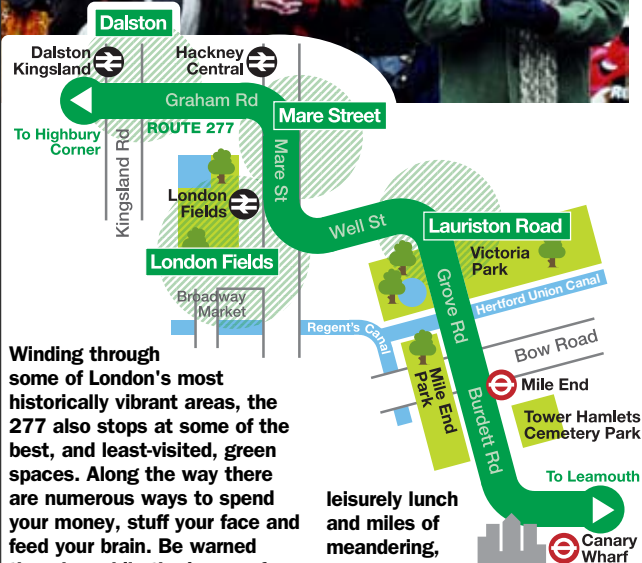 Dalston
Dalston
Kingsland
Hackney
Central
Graham Rd
ROUTE 277
Mare Street
To Highbury
Corner
Kingsland Rd
Mare St
London
Fields
Well St
Lauriston Road
London Fields
Victoria
Park
Grove Rd
Hertford Union Canal
Broadway
Market
Regent's Canal
Bow Road
Mile End
Park
Mile End
Burdett Rd
Tower Hamlets
Cemetery Park
To Leamouth
Canary
Wharf
Winding through
some of London's most
historically vibrant areas, the
277 also stops at some of the
best, and least-visited, green
spaces. Along the way there
are numerous ways to spend
your money, stuff your face and
feed your brain. Be warned
leisurely lunch
and miles of
meandering,